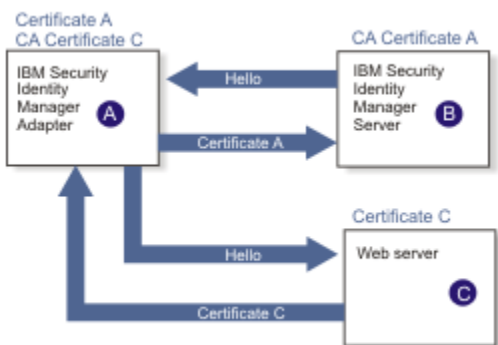 Certificate A
CA Certificate C
IBM Security
Identity
Manager
Adapter
A
CA Certificate A
IBM Security
Identity
Manager
Server
B
Hello
Certificate A
Certificate C
Web server
C
Hello
Certificate C